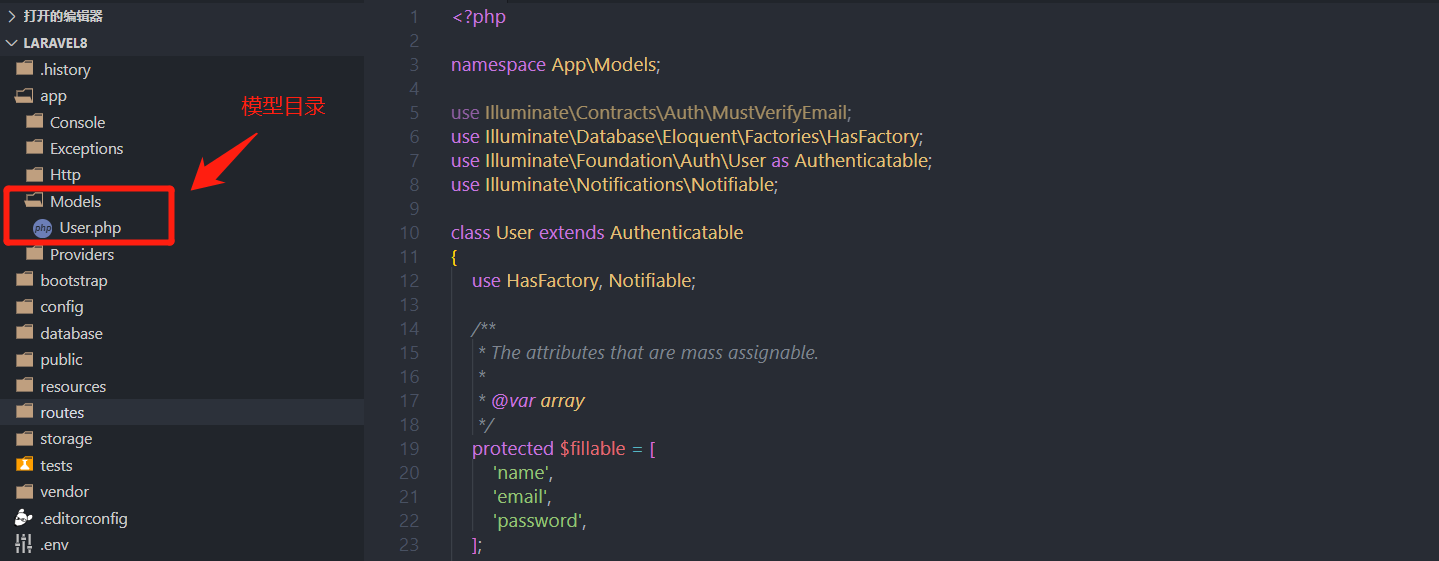 打开的编辑器
LARAVEL8
.history
app
Console
Exceptions
Http
Models
User.php
Providers
bootstrap
config
database
public
resources
routes
storage
tests
vendor
.editorconfig
.env
模型目录
php
1 <?php
2
3 namespace App\Models;
4
5 use Illuminate\Contracts\Auth\MustVerifyEmail;
6 use Illuminate\Database\Eloquent\Factories\HasFactory;
7 use Illuminate\Foundation\Auth\User as Authenticatable;
8 use Illuminate\Notifications\Notifiable;
9
10 class User extends Authenticatable
11 {
12 use HasFactory, Notifiable;
13
14 /**
15 * The attributes that are mass assignable.
16 *
17 * @var array
18 */
19 protected $fillable = [
20 'name',
21 'email',
22 'password',
23 ];